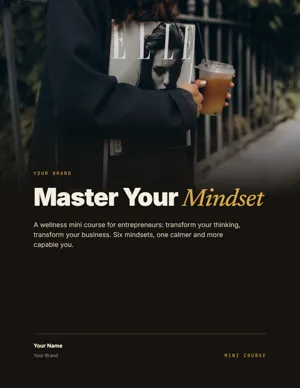 ELLE
YOUR BRAND
Master Your Mindset
A wellness mini course for entrepreneurs: transform your thinking,
transform your business. Six mindsets, one calmer and more
capable you.
Your Name
Your Brand
MINI COURSE